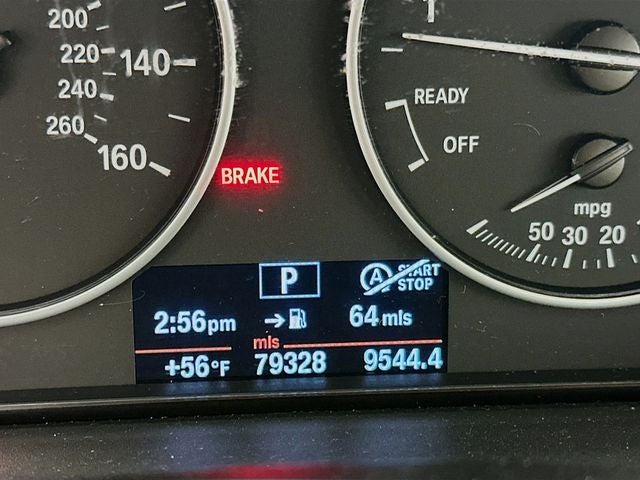 200
220
140
240
260
160
BRAKE
1
READY
OFF
mpg
50 30 20
P
A START
STOP
2:56pm
64 mls
mls
+56°F
79328
9544.4